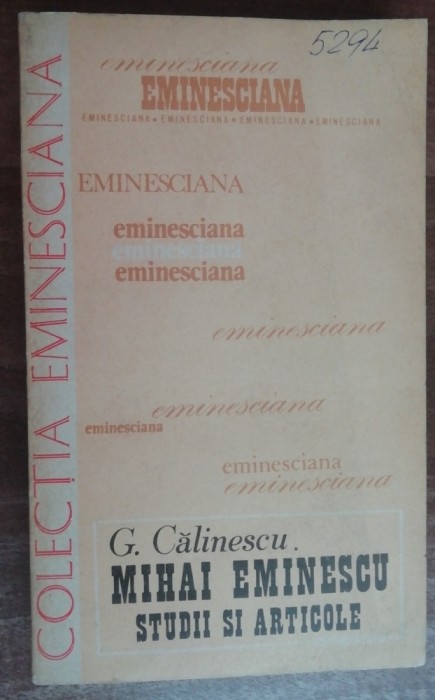 5294
COLECȚIA EMINESCIANA
eminesciana
EMINESCIANA
EMINESCIANA • EMINESCIANA • EMINESCIANA • EMINESCIANA
EMINESCIANA
eminesciana
eminesciana
eminesciana
eminesciana
eminesciana
eminesciana
eminesciana
eminesciana
G. Călinescu.
MIHAI EMINESCU
STUDII SI ARTICOLE